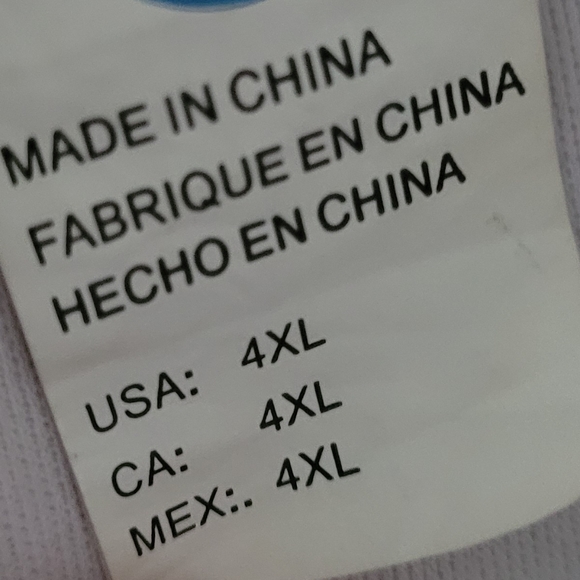 MADE IN CHINA
FABRIQUE EN CHINA
HECHO EN CHINA
USA: 4XL
CA: 4XL
MEX:. 4XL